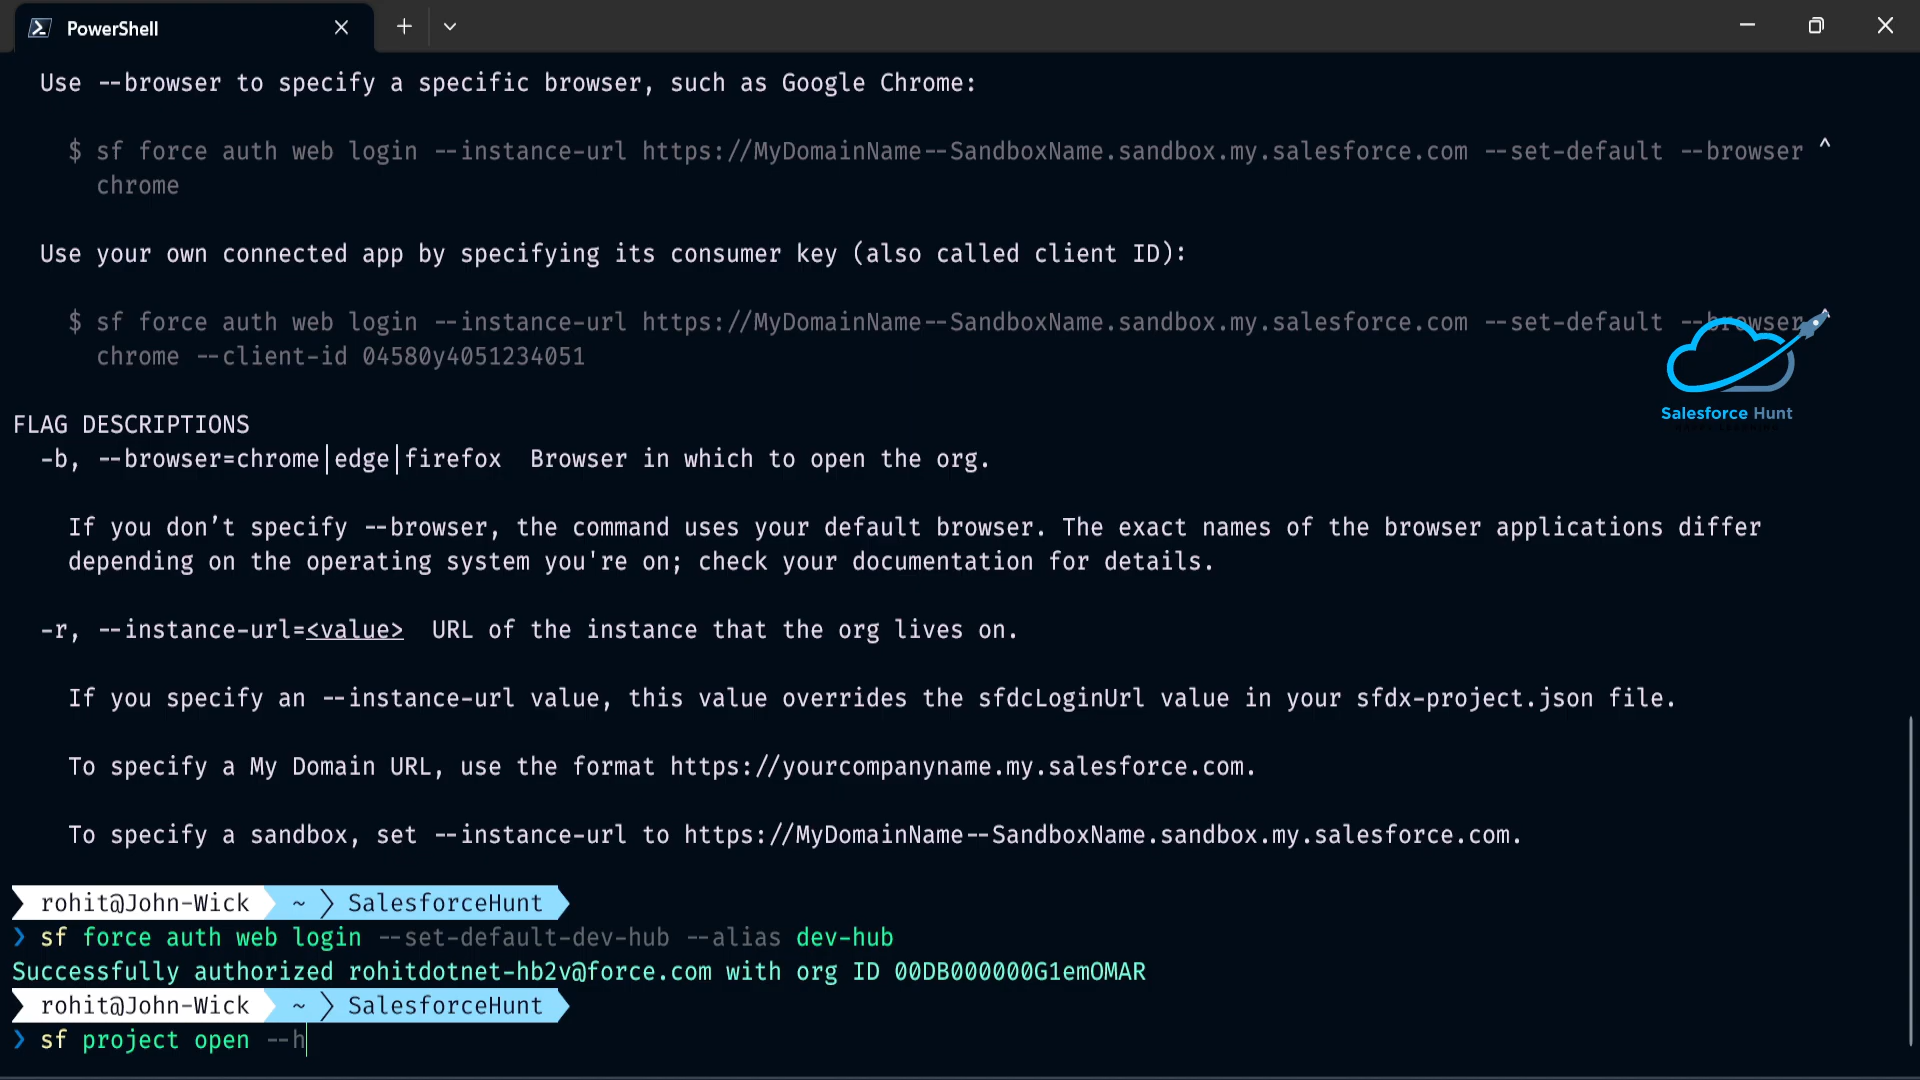 PowerShell
Use --browser to specify a specific browser, such as Google Chrome:
$ sf force auth web login --instance-url https://MyDomainName--SandboxName.sandbox.my.salesforce.com --set-default --browser ^
chrome
Use your own connected app by specifying its consumer key (also called client ID):
$ sf force auth web login --instance-url https://MyDomainName--SandboxName.sandbox.my.salesforce.com --set-default --browser
chrome --client-id 04580y4051234051
Salesforce Hunt
FLAG DESCRIPTIONS
-b, --browser=chrome|edge|firefox  Browser in which to open the org.
If you don’t specify --browser, the command uses your default browser. The exact names of the browser applications differ
depending on the operating system you're on; check your documentation for details.
-r, --instance-url=<value>  URL of the instance that the org lives on.
If you specify an --instance-url value, this value overrides the sfdcLoginUrl value in your sfdx-project.json file.
To specify a My Domain URL, use the format https://yourcompanyname.my.salesforce.com.
To specify a sandbox, set --instance-url to https://MyDomainName--SandboxName.sandbox.my.salesforce.com.
rohit@John-Wick ~ SalesforceHunt
❯ sf force auth web login --set-default-dev-hub --alias dev-hub
Successfully authorized rohitdotnet-hb2v@force.com with org ID 00DB000000G1emOMAR
rohit@John-Wick ~ SalesforceHunt
❯ sf project open --h